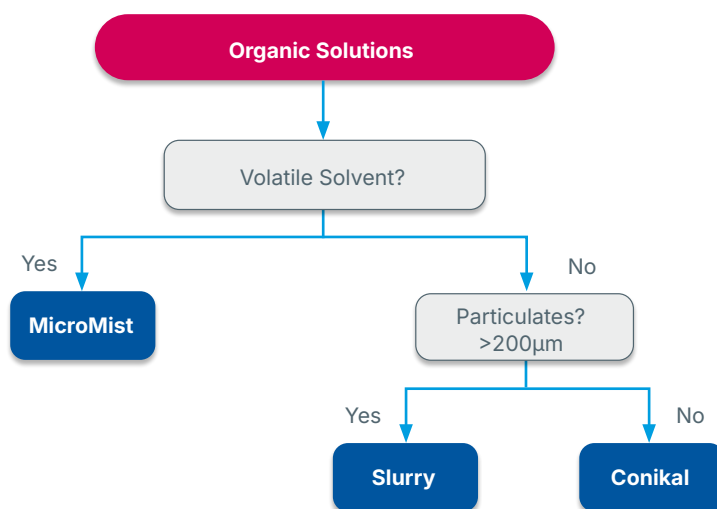 Organic Solutions
Volatile Solvent?
Yes
No
MicroMist
Particulates?
>200µm
Yes
No
Slurry
Conikal